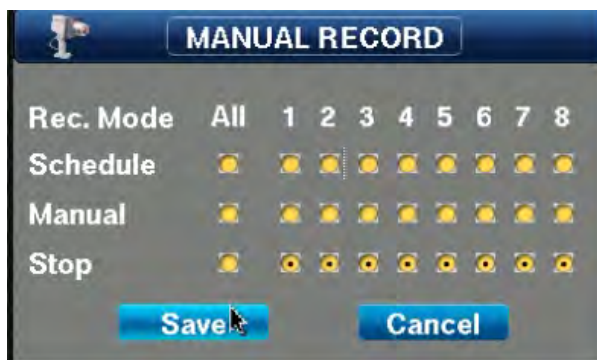 MANUAL RECORD
Rec. Mode All 1 2 3 4 5 6 7 8
Schedule
Manual
Stop
Save Cancel